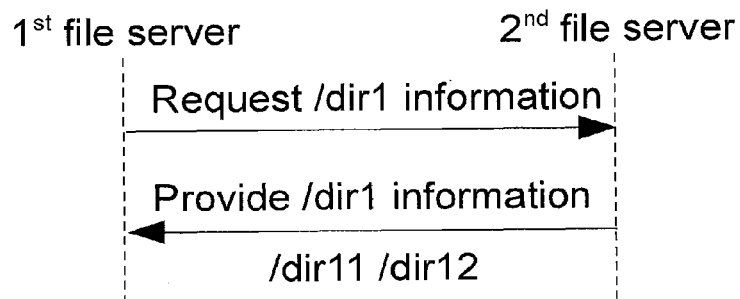 1st file server 2nd file server
Request /dir1 information
Provide /dir1 information
/dir11 /dir12